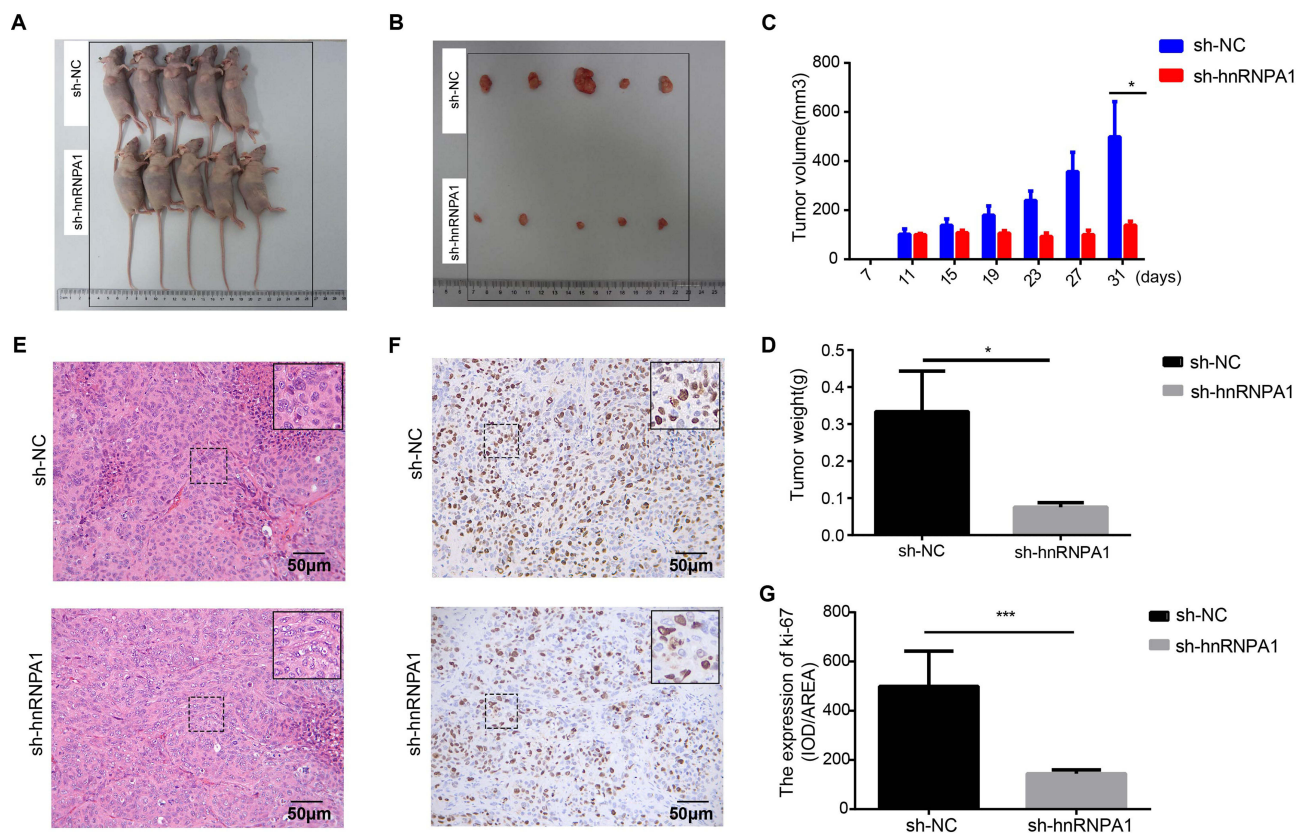 A
sh-NC
sh-hnRNPA1
B
sh-NC
sh-hnRNPA1
C
sh-NC
sh-hnRNPA1
*
Tumor volume(mm3)
800
600
400
200
0
7 11 15 19 23 27 31 (days)
E
sh-NC
50μm
sh-hnRNPA1
50μm
F
sh-NC
50μm
sh-hnRNPA1
50μm
D
sh-NC
sh-hnRNPA1
*
Tumor weight(g)
0.5
0.4
0.3
0.2
0.1
0.0
sh-NC sh-hnRNPA1
G
sh-NC
sh-hnRNPA1
***
The expression of ki-67
(IOD/AREA)
800
600
400
200
0
sh-NC sh-hnRNPA1